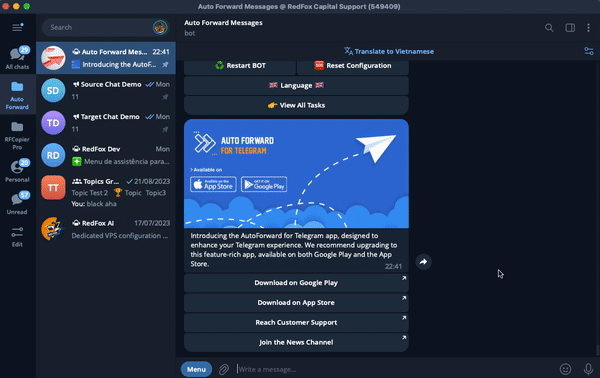 Auto Forward Messages @ RedFox Capital Support (549409)
29
All chats
Auto
Forward
RFCopier
Pro
20
Personal
57
Unread
Edit
Search
Auto Forward Mes... 22:41
Introducing the AutoF...
SD
Source Chat Demo Mon
11
TD
Target Chat Demo Mon
11
RD
RedFox Dev Mon
Menu de assistência para...
TT
Topics Gr... 21/08/2023
Topic Test 2 Topic Topic3
You: black aha
RedFox AI 17/07/2023
Dedicated VPS configuration ...
Auto Forward Messages
bot
Translate to Vietnamese
Restart BOT
SOS Reset Configuration
Language
View All Tasks
AUTO FORWARD
FOR TELEGRAM
Available on
Available on the
App Store
GET IT ON
Google Play
Introducing the AutoForward for Telegram app, designed to
enhance your Telegram experience. We recommend upgrading to
this feature-rich app, available on both Google Play and the App
Store.
22:41
Download on Google Play
Download on App Store
Reach Customer Support
Join the News Channel
Menu
Write a message...